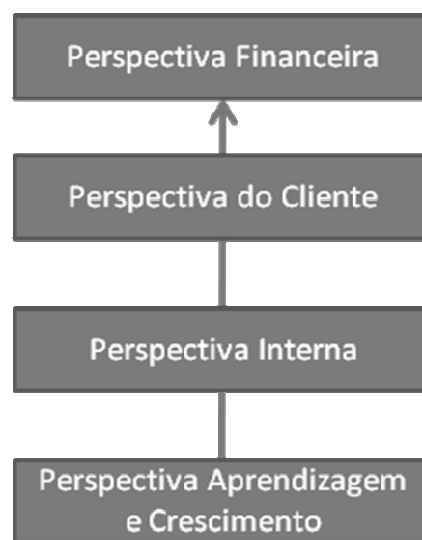 Perspectiva Financeira
Perspectiva do Cliente
Perspectiva Interna
Perspectiva Aprendizagem
e Crescimento